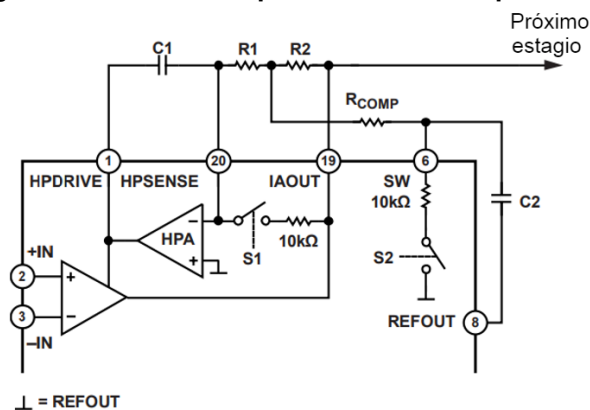 Próximo
estagio
C1
R1
R2
R_COMP
1
20
19
6
HPDRIVE
HPSENSE
IAOUT
SW
10kΩ
C2
HPA
−
+
S1
10kΩ
S2
+IN
2
+
3
−
–IN
REFOUT
8
⊥ = REFOUT